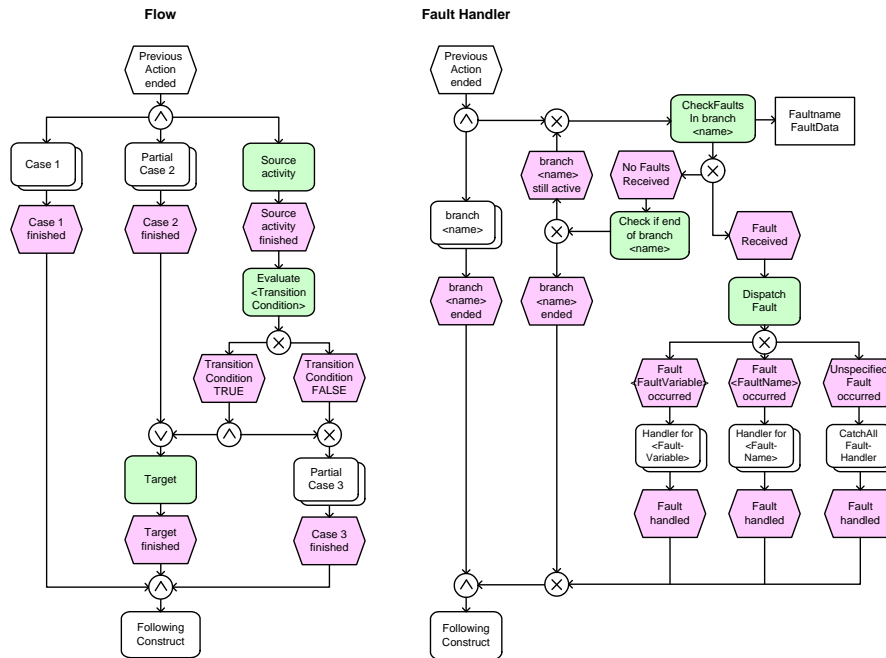 Flow
Previous
Action
ended
Case 1
Partial
Case 2
Source
activity
Case 1
finished
Case 2
finished
Source
activity
finished
Evaluate
<Transition
Condition>
Transition
Condition
TRUE
Transition
Condition
FALSE
Target
Partial
Case 3
Target
finished
Case 3
finished
Following
Construct
Fault Handler
Previous
Action
ended
CheckFaults
In branch
<name>
Faultname
FaultData
branch
<name>
still active
No Faults
Received
branch
<name>
Check if end
of branch
<name>
Fault
Received
branch
<name>
ended
branch
<name>
ended
Dispatch
Fault
Fault
<FaultVariable>
occurred
Fault
<FaultName>
occurred
Unspecified
Fault
occurred
Handler for
<Fault-
Variable>
Handler for
<Fault-
Name>
CatchAll
Fault-
Handler
Fault
handled
Fault
handled
Fault
handled
Following
Construct